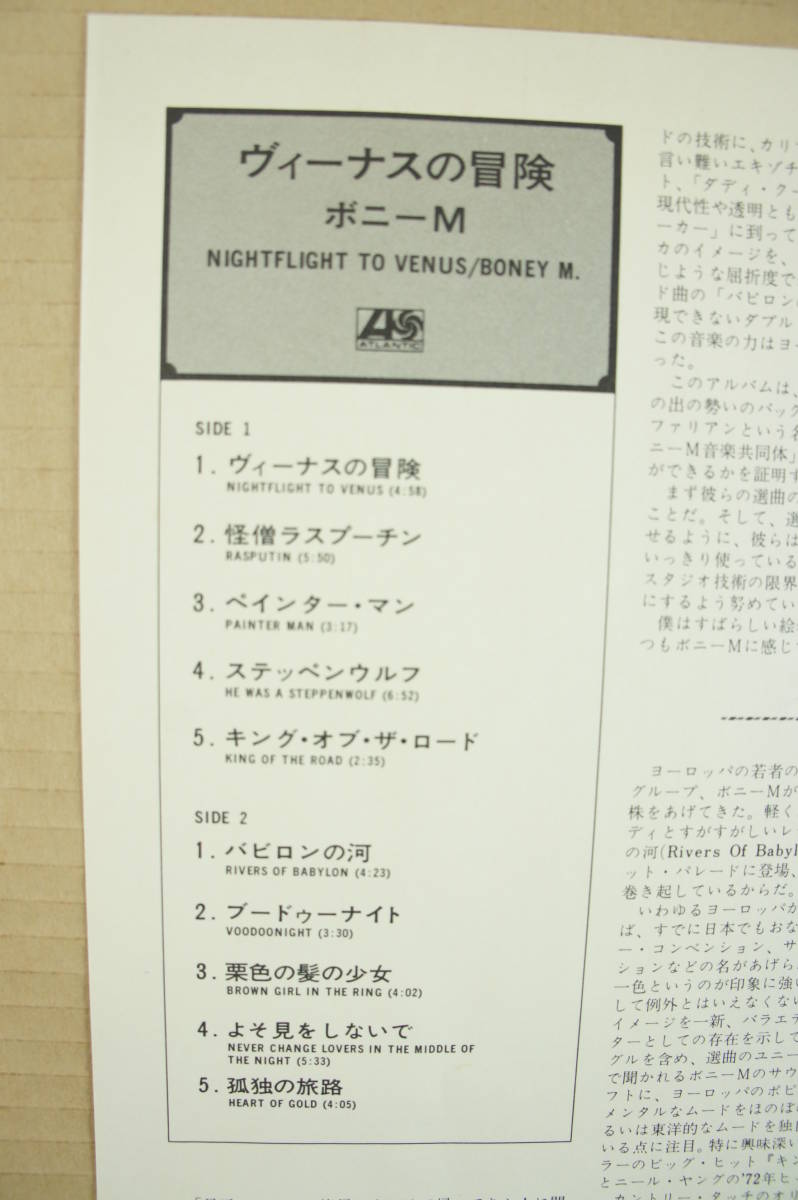 ヴィーナスの冒険
ボニーM
NIGHTFLIGHT TO VENUS/BONEY M.
ATLANTIC
SIDE 1
1. ヴィーナスの冒険
NIGHTFLIGHT TO VENUS (4:58)
2. 怪僧ラスプーチン
RASPUTIN (5:50)
3. ペインター・マン
PAINTER MAN (3:17)
4. ステッペンウルフ
HE WAS A STEPPENWOLF (6:52)
5. キング・オブ・ザ・ロード
KING OF THE ROAD (2:35)
SIDE 2
1. バビロンの河
RIVERS OF BABYLON (4:23)
2. ブードゥーナイト
VOODOONIGHT (3:30)
3. 栗色の髪の少女
BROWN GIRL IN THE RING (4:02)
4. よそ見をしないで
NEVER CHANGE LOVERS IN THE MIDDLE OF
THE NIGHT (5:33)
5. 孤独の旅路
HEART OF GOLD (4:05)
ドの技術に、カリ
言い難いエキゾチ
ト、「ダディ・クー
現代性や透明とも
ーカー」に到って
カのイメージを、
じような屈折度で
ド曲の「バビロン
現できないダブル
この音楽の力はヨー
った。
このアルバムは、
の出の勢いのバック
ファリアンという名
ニーM音楽共同体」
ができるかを証明す
まず彼らの選曲の
ことだ。そして、選
せるように、彼らは
いっきり使っている
スタジオ技術の限界
にするよう努めてい
僕はすばらしい絵
つもボニーMに感じ
ヨーロッパの若者の
グループ、ボニーMが
株をあげてきた。軽く
ディとすがすがしいレ
の河(Rivers Of Babyl
ット・パレードに登場、
巻き起しているからだ。
いわゆるヨーロッパか
ば、すでに日本でもおな
ー・コンベンション、サ
ションなどの名があげら
一色というのが印象に強い
して例外とはいえなくない
イメージを一新、バラエテ
ターとしての存在を示して
グルを含め、選曲のユニー
で聞かれるボニーMのサウ
フトに、ヨーロッパのポピ
メンタルなムードをほのぼ
るいは東洋的なムードを独自
いる点に注目。特に興味深い
ラーのビッグ・ヒット『キン
とニール・ヤングの'72年ヒ
カントリー・タッチのオ